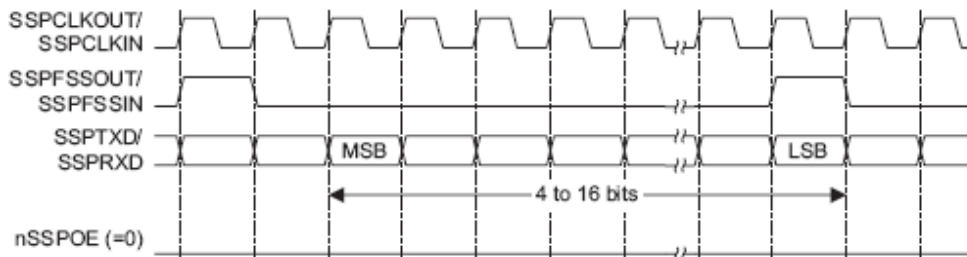 SSPCLKOUT/
SSPCLKIN
SSPFSSOUT/
SSPFSSIN
SSPTXD/
SSPRXD
MSB
LSB
4 to 16 bits
nSSPOE (=0)